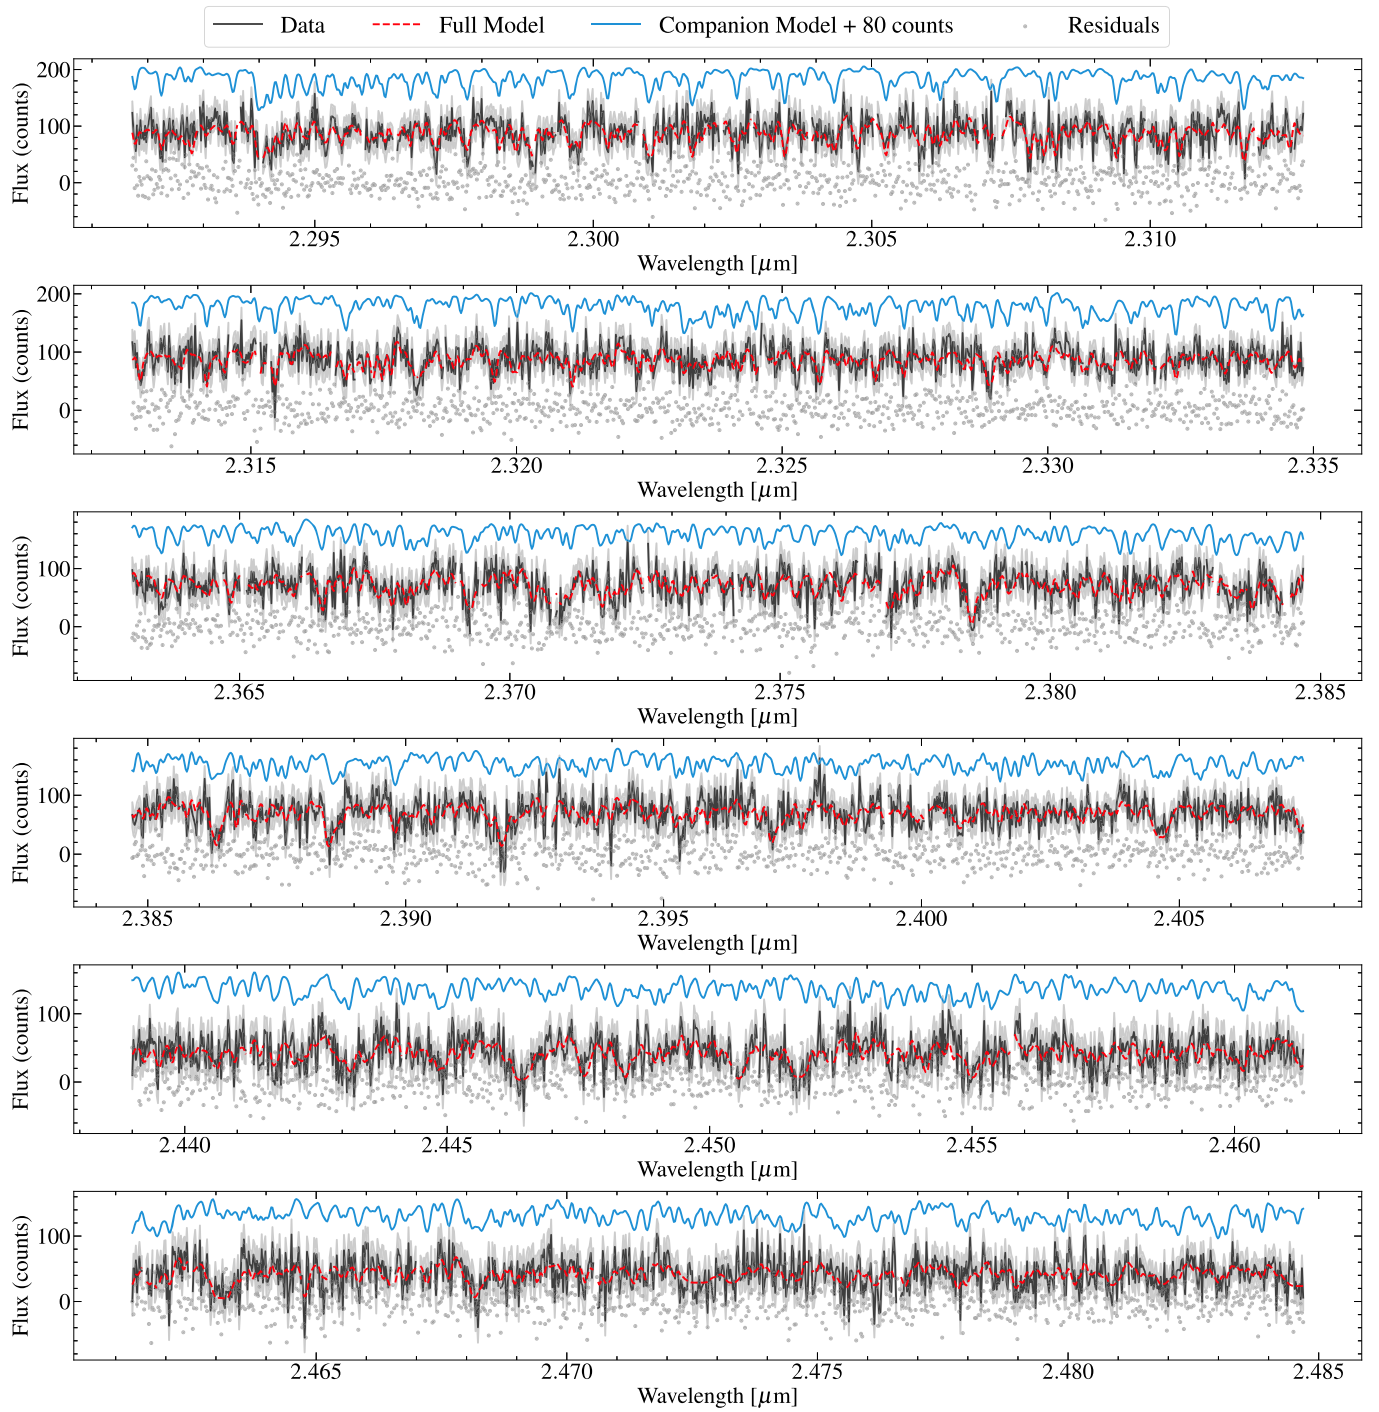 Data Full Model Companion Model + 80 counts Residuals
200
100
0
Flux (counts)
2.295 2.300 2.305 2.310
Wavelength [μm]
200
100
0
Flux (counts)
2.315 2.320 2.325 2.330 2.335
Wavelength [μm]
100
0
Flux (counts)
2.365 2.370 2.375 2.380 2.385
Wavelength [μm]
100
0
Flux (counts)
2.385 2.390 2.395 2.400 2.405
Wavelength [μm]
100
0
Flux (counts)
2.440 2.445 2.450 2.455 2.460
Wavelength [μm]
100
0
Flux (counts)
2.465 2.470 2.475 2.480 2.485
Wavelength [μm]